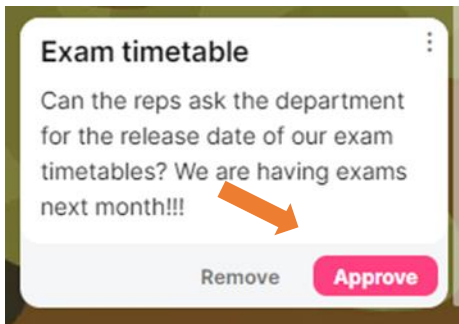 Exam timetable
Can the reps ask the department
for the release date of our exam
timetables? We are having exams
next month!!!
Remove Approve